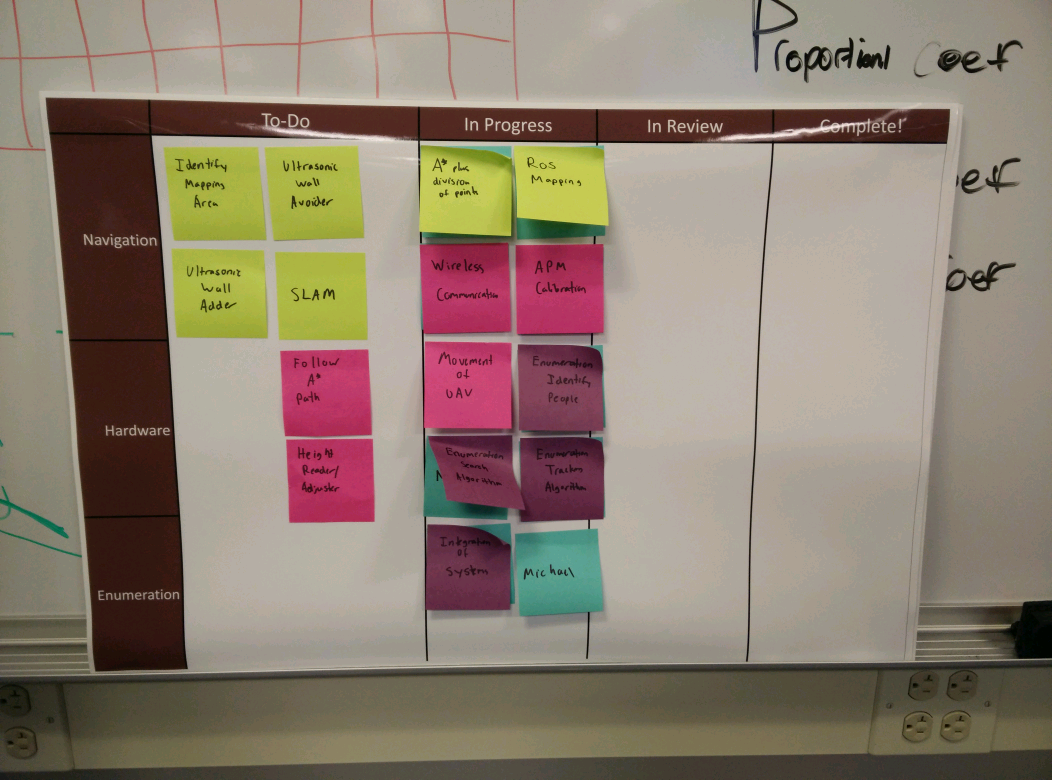 Proportional Coef
oef
oef
To-Do
In Progress
In Review
Complete!
Navigation
Hardware
Enumeration
Identify
Mapping
Area
Ultrasonic
Wall
Avoider
Ultrasonic
Wall
Adder
SLAM
Follow
A*
Path
Height
Reader/
Adjuster
A* plus
division
of points
ROS
Mapping
Wireless
Communication
APM
Calibration
Movement
of
UAV
Enumeration
Identify
People
Enumeration
Search
Algorithm
Enumeration
Tracking
Algorithm
Integration
of
System
Michael